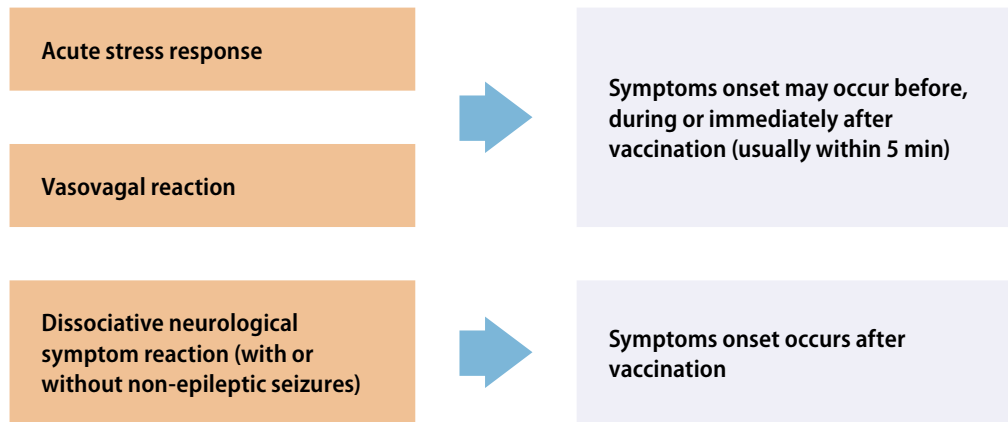 Acute stress response
Vasovagal reaction
Symptoms onset may occur before,
during or immediately after
vaccination (usually within 5 min)
Dissociative neurological
symptom reaction (with or
without non-epileptic seizures)
Symptoms onset occurs after
vaccination